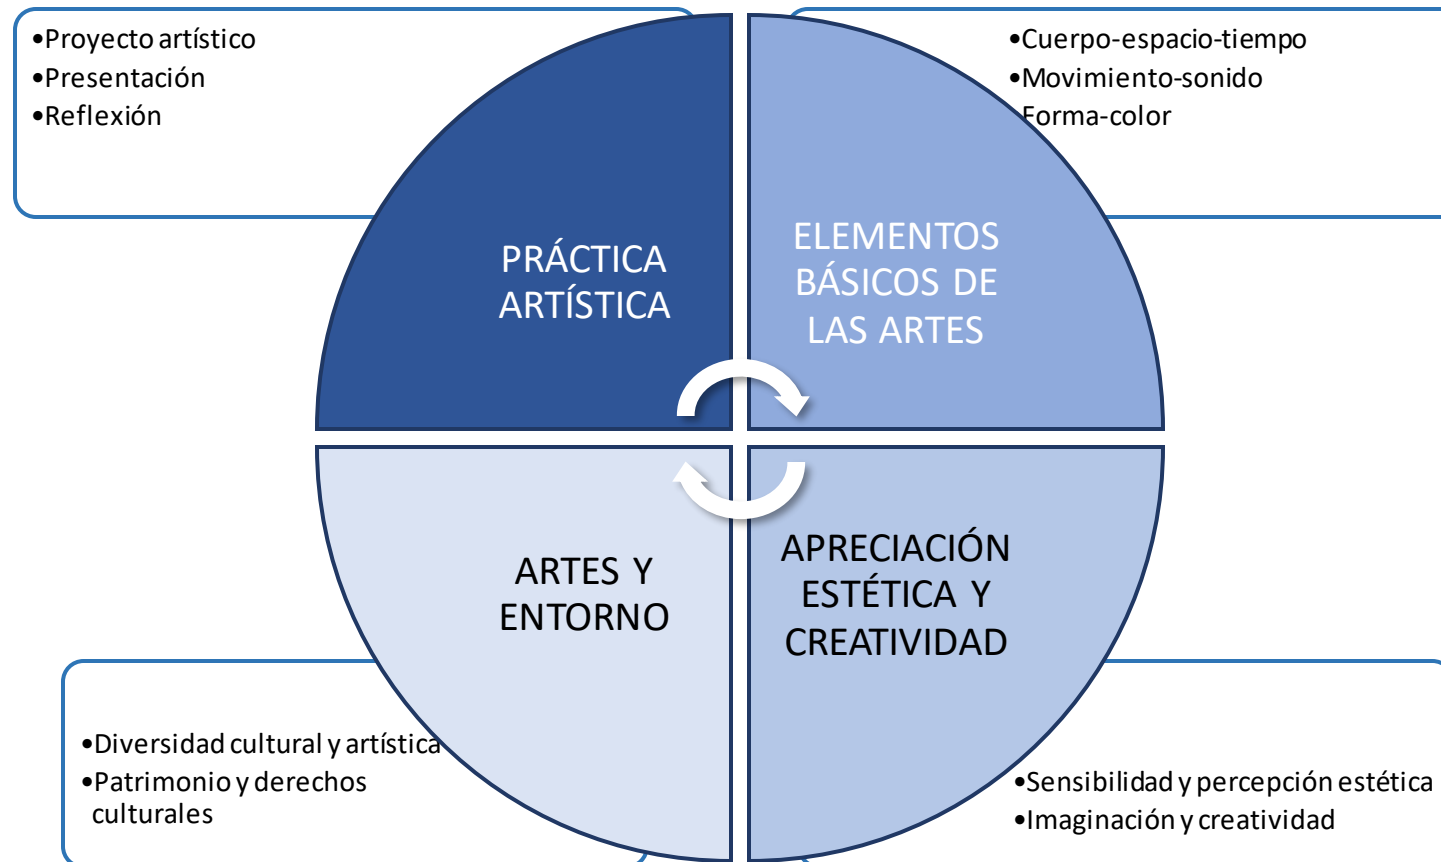 •Proyecto artístico
•Presentación
•Reflexión
•Cuerpo-espacio-tiempo
•Movimiento-sonido
•Forma-color
PRÁCTICA
ARTÍSTICA
ELEMENTOS
BÁSICOS DE
LAS ARTES
ARTES Y
ENTORNO
APRECIACIÓN
ESTÉTICA Y
CREATIVIDAD
•Diversidad cultural y artística
•Patrimonio y derechos
culturales
•Sensibilidad y percepción estética
•Imaginación y creatividad